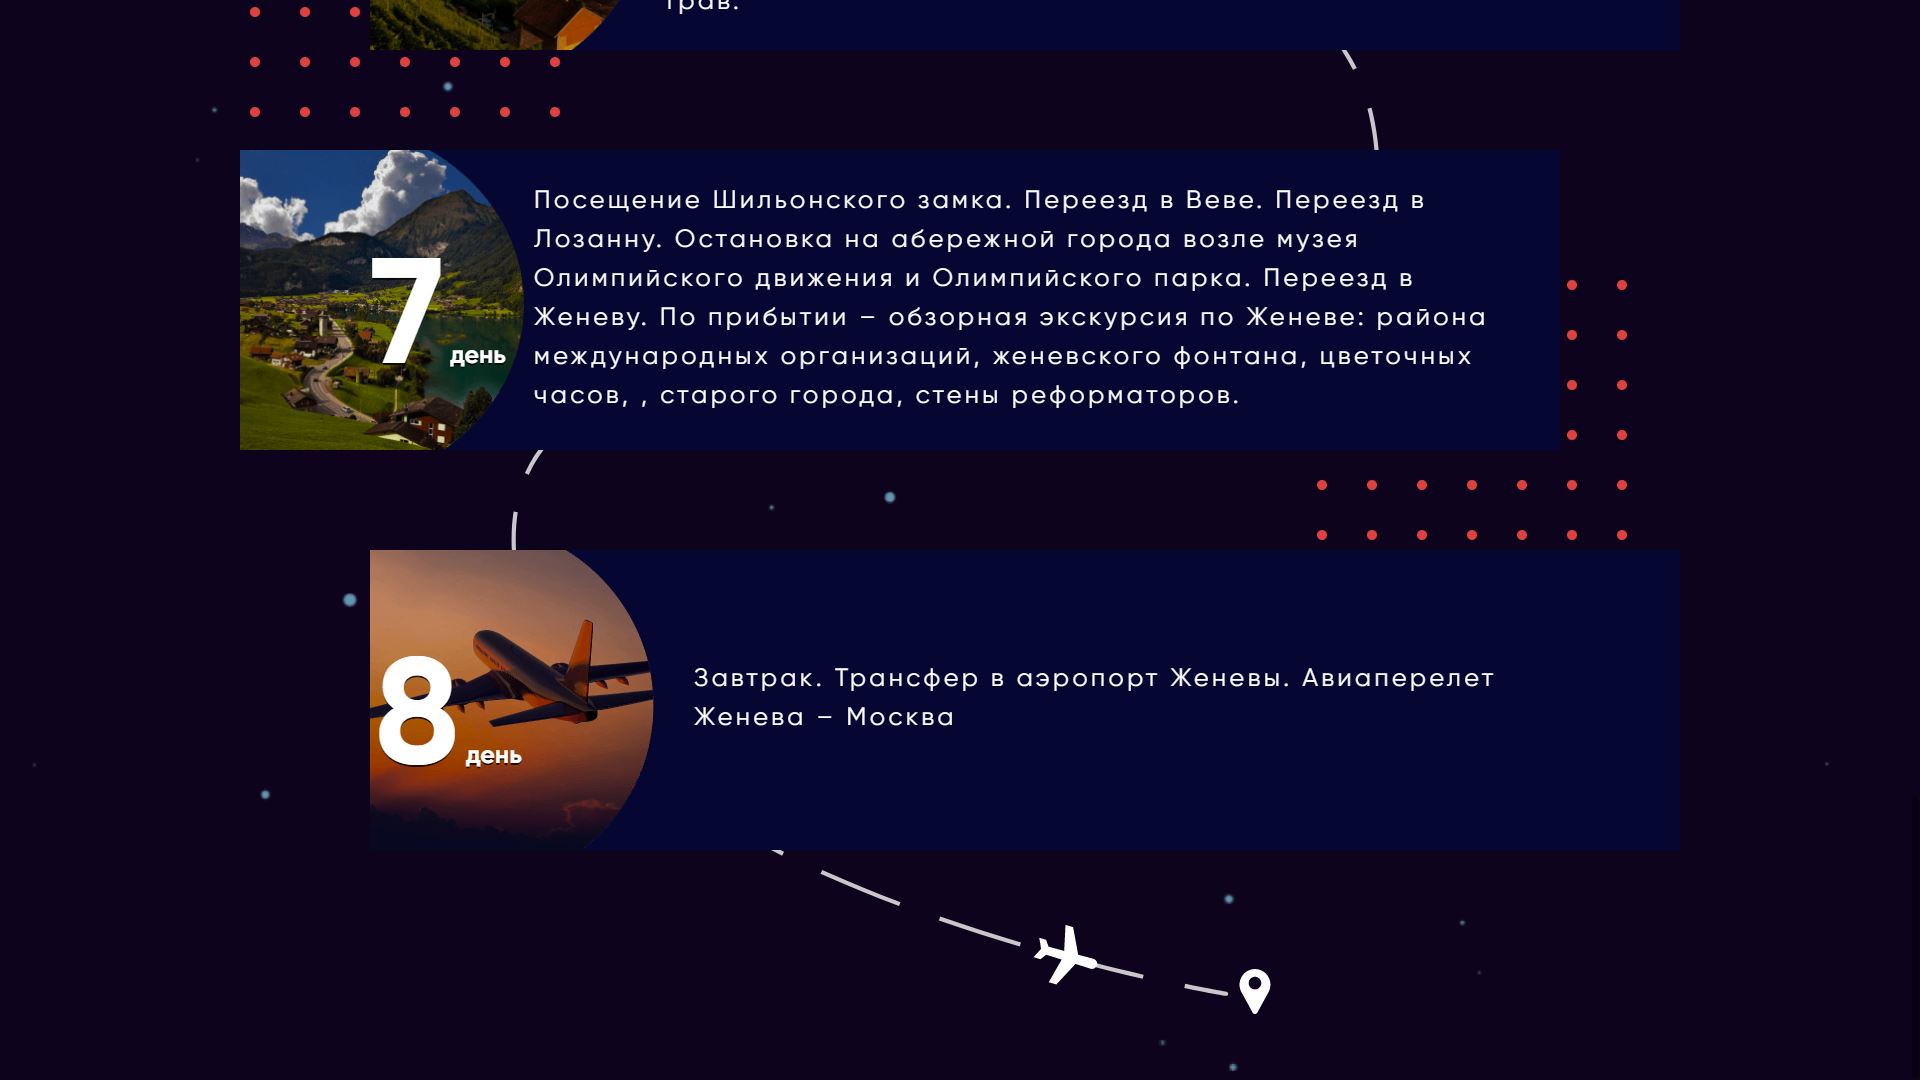 трав.
Посещение Шильонского замка. Переезд в Веве. Переезд в
Лозанну. Остановка на абережной города возле музея
Олимпийского движения и Олимпийского парка. Переезд в
Женеву. По прибытии – обзорная экскурсия по Женеве: района
международных организаций, женевского фонтана, цветочных
часов, , старого города, стены реформаторов.
7 день
Завтрак. Трансфер в аэропорт Женевы. Авиаперелет
Женева – Москва
8 день